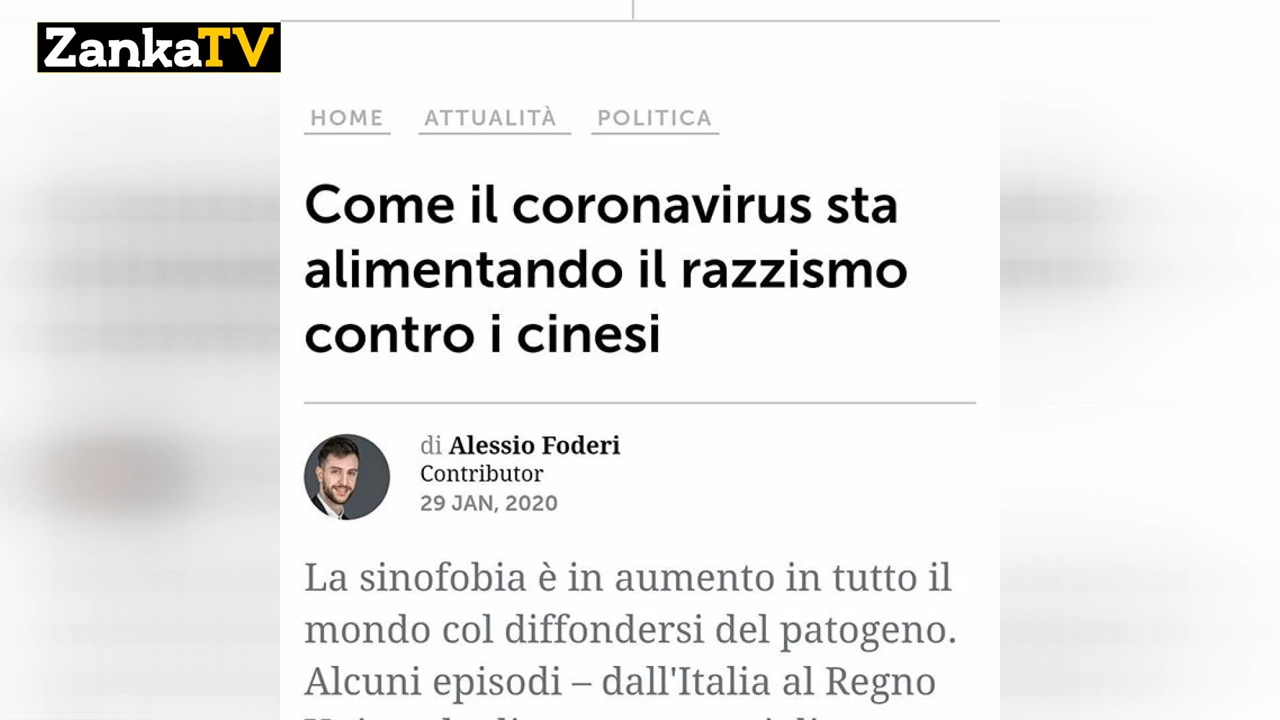 ZankaTV
HOME ATTUALITÀ POLITICA
Come il coronavirus sta
alimentando il razzismo
contro i cinesi
di Alessio Foderi
Contributor
29 JAN, 2020
La sinofobia è in aumento in tutto il
mondo col diffondersi del patogeno.
Alcuni episodi – dall'Italia al Regno